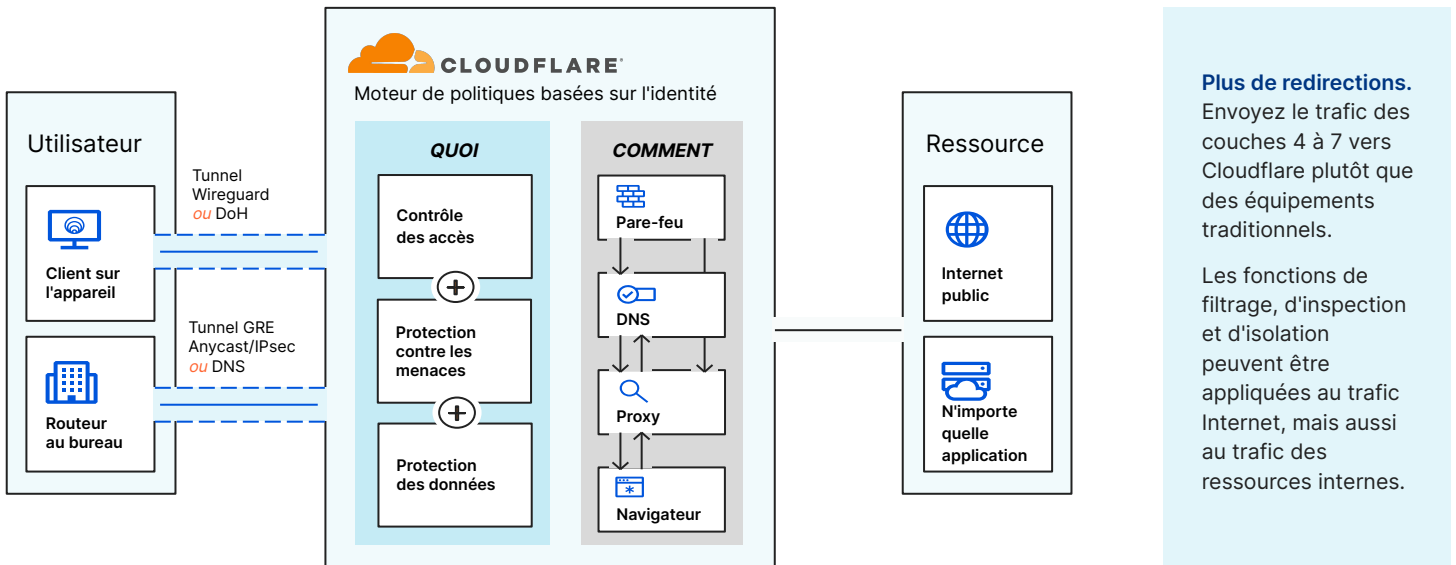 CLOUDFLARE
Moteur de politiques basées sur l'identité
Utilisateur
Client sur
l'appareil
Routeur
au bureau
Tunnel
Wireguard
ou DoH
Tunnel GRE
Anycast/IPsec
ou DNS
QUOI
Contrôle
des accès
Protection
contre les
menaces
Protection
des données
COMMENT
Pare-feu
DNS
Proxy
Navigateur
Ressource
Internet
public
N'importe
quelle
application
Plus de redirections.
Envoyez le trafic des
couches 4 à 7 vers
Cloudflare plutôt que
des équipements
traditionnels.
Les fonctions de
filtrage, d'inspection
et d'isolation
peuvent être
appliquées au trafic
Internet, mais aussi
au trafic des
ressources internes.